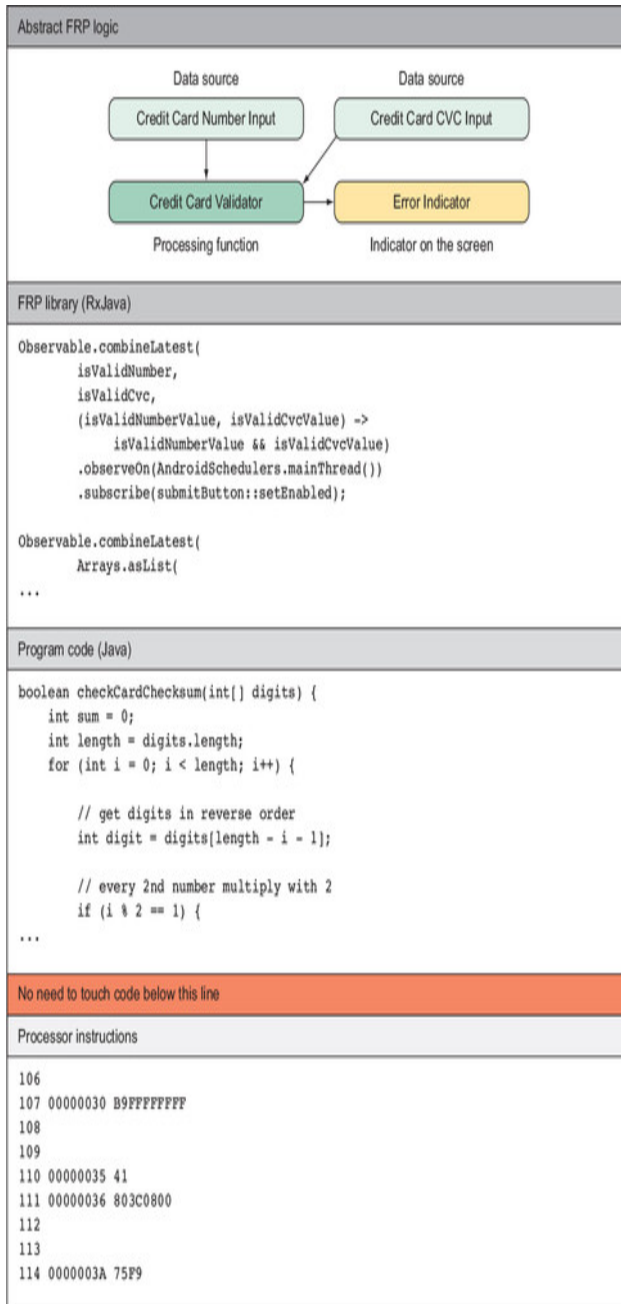 Abstract FRP logic
Data source Data source
Credit Card Number Input Credit Card CVC Input
Credit Card Validator Error Indicator
Processing function Indicator on the screen
FRP library (RxJava)
Observable.combineLatest(
        isValidNumber,
        isValidCvc,
        (isValidNumberValue, isValidCvcValue) ->
            isValidNumberValue && isValidCvcValue)
        .observeOn(AndroidSchedulers.mainThread())
        .subscribe(submitButton::setEnabled);
Observable.combineLatest(
        Arrays.asList(
...
Program code (Java)
boolean checkCardChecksum(int[] digits) {
    int sum = 0;
    int length = digits.length;
    for (int i = 0; i < length; i++) {
        // get digits in reverse order
        int digit = digits[length - i - 1];
        // every 2nd number multiply with 2
        if (i % 2 == 1) {
...
No need to touch code below this line
Processor instructions
106
107 00000030 B9FFFFFFFF
108
109
110 00000035 41
111 00000036 803C0800
112
113
114 0000003A 75F9